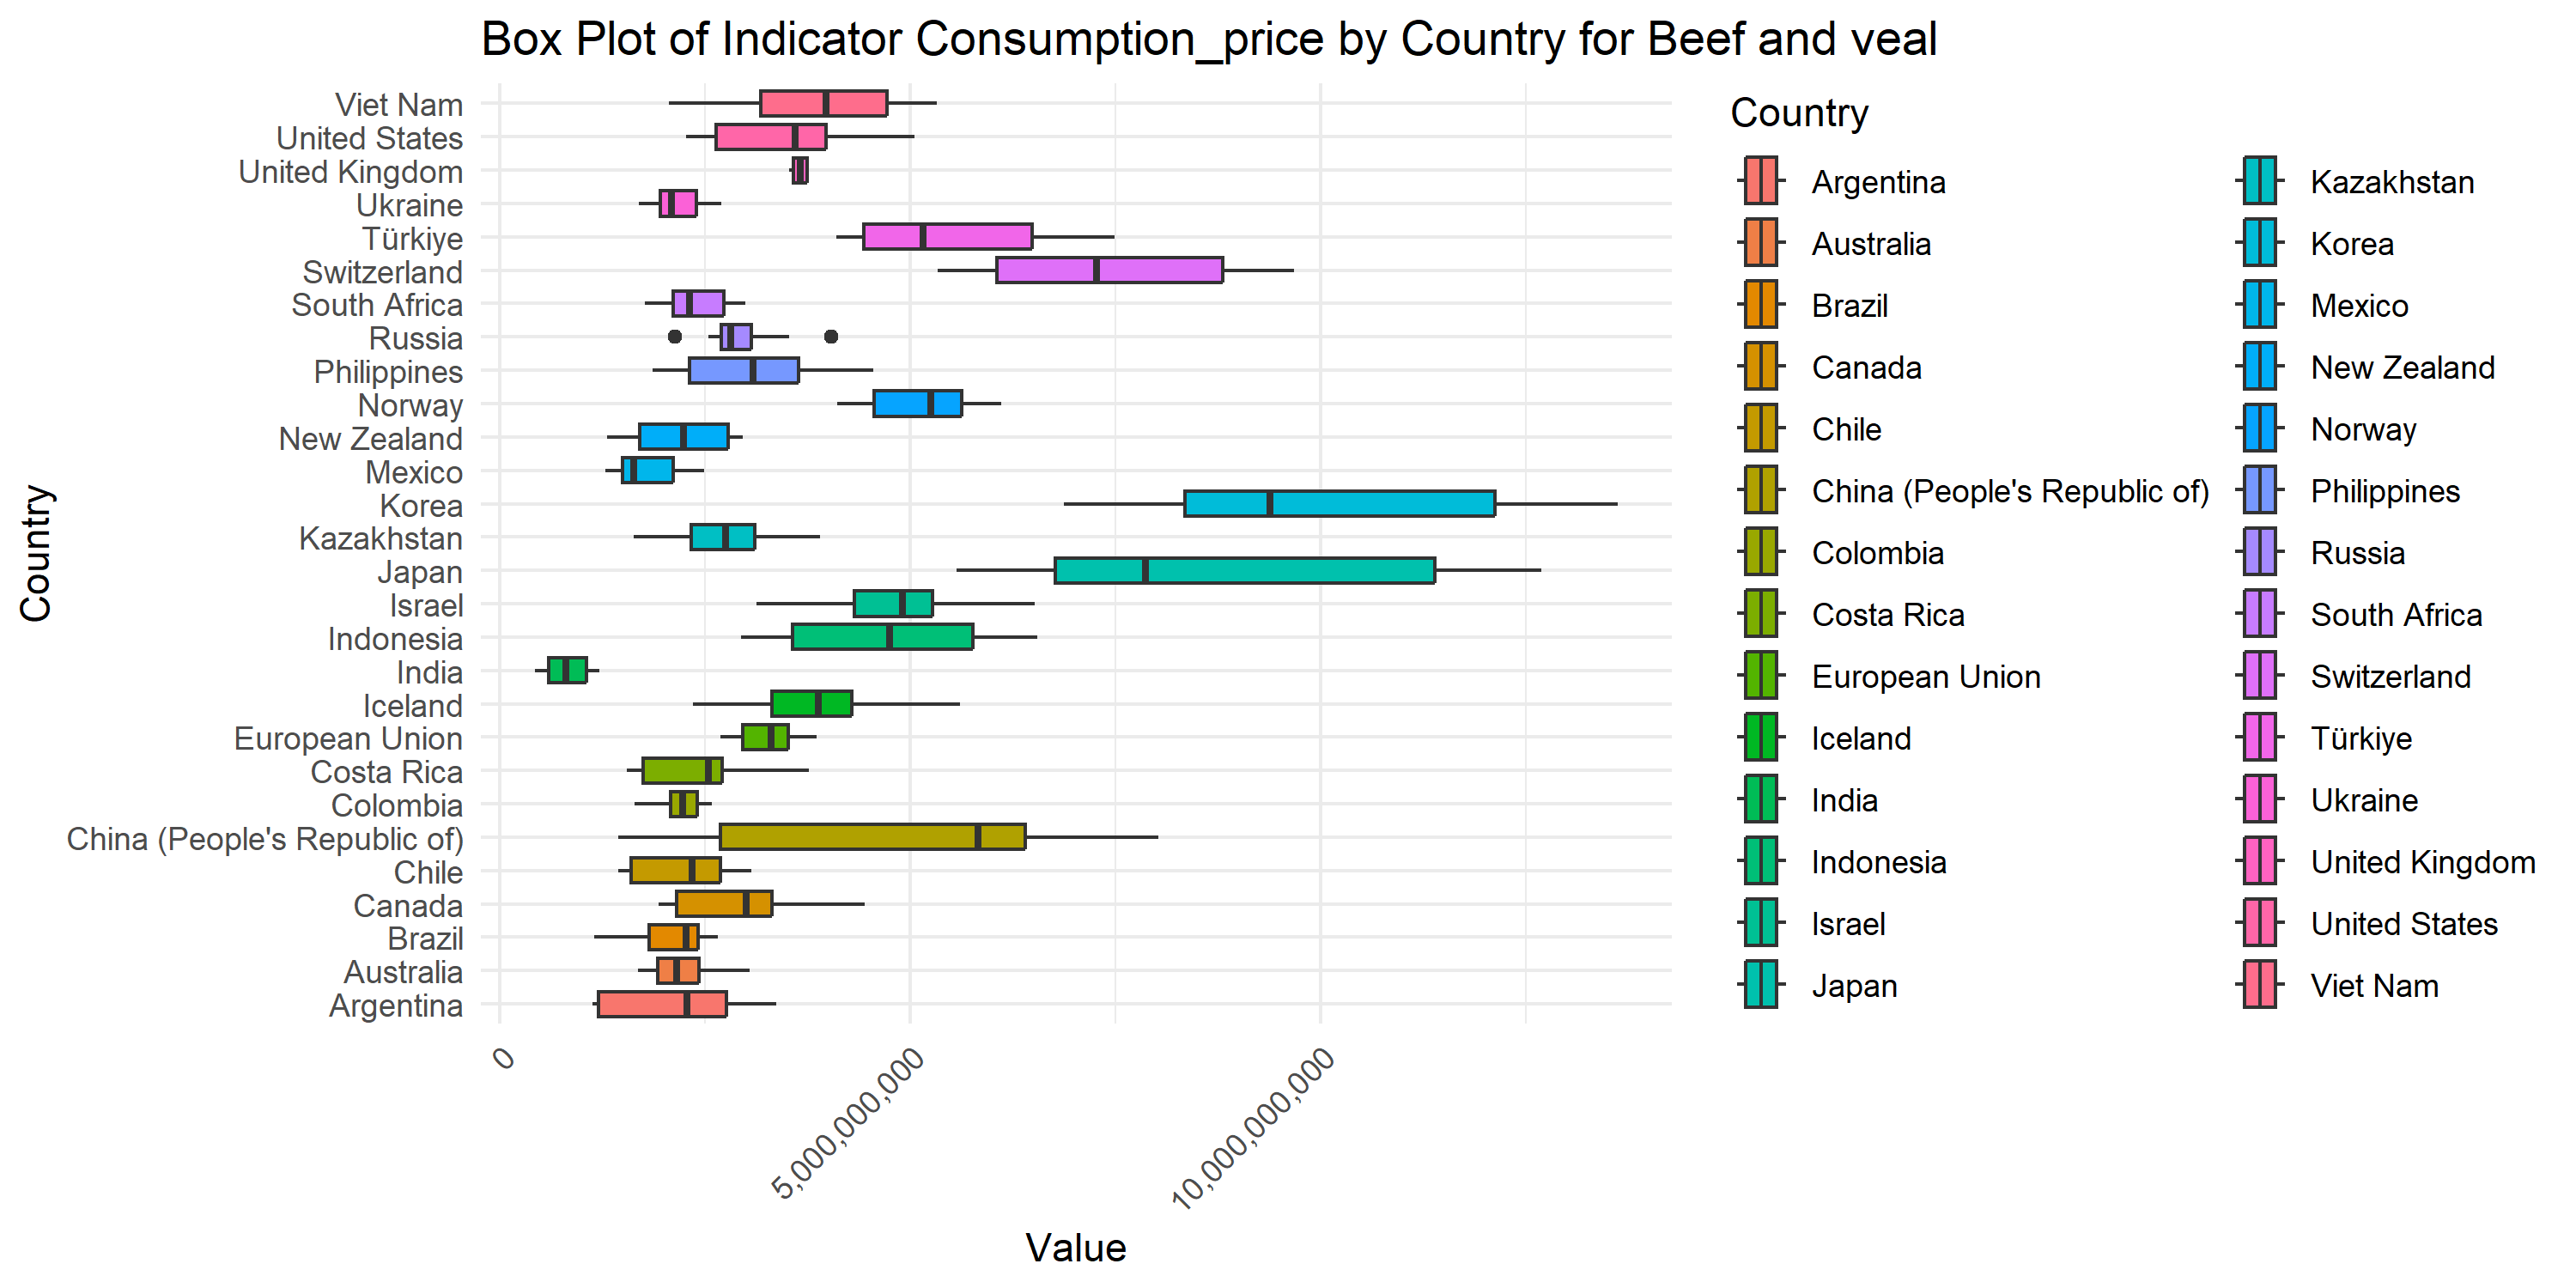 Box Plot of Indicator Consumption_price by Country for Beef and veal
Country
Viet Nam
United States
United Kingdom
Ukraine
Türkiye
Switzerland
South Africa
Russia
Philippines
Norway
New Zealand
Mexico
Korea
Kazakhstan
Japan
Israel
Indonesia
India
Iceland
European Union
Costa Rica
Colombia
China (People's Republic of)
Chile
Canada
Brazil
Australia
Argentina
0
5,000,000,000
10,000,000,000
Value
Country
Argentina
Australia
Brazil
Canada
Chile
China (People's Republic of)
Colombia
Costa Rica
European Union
Iceland
India
Indonesia
Israel
Japan
Kazakhstan
Korea
Mexico
New Zealand
Norway
Philippines
Russia
South Africa
Switzerland
Türkiye
Ukraine
United Kingdom
United States
Viet Nam